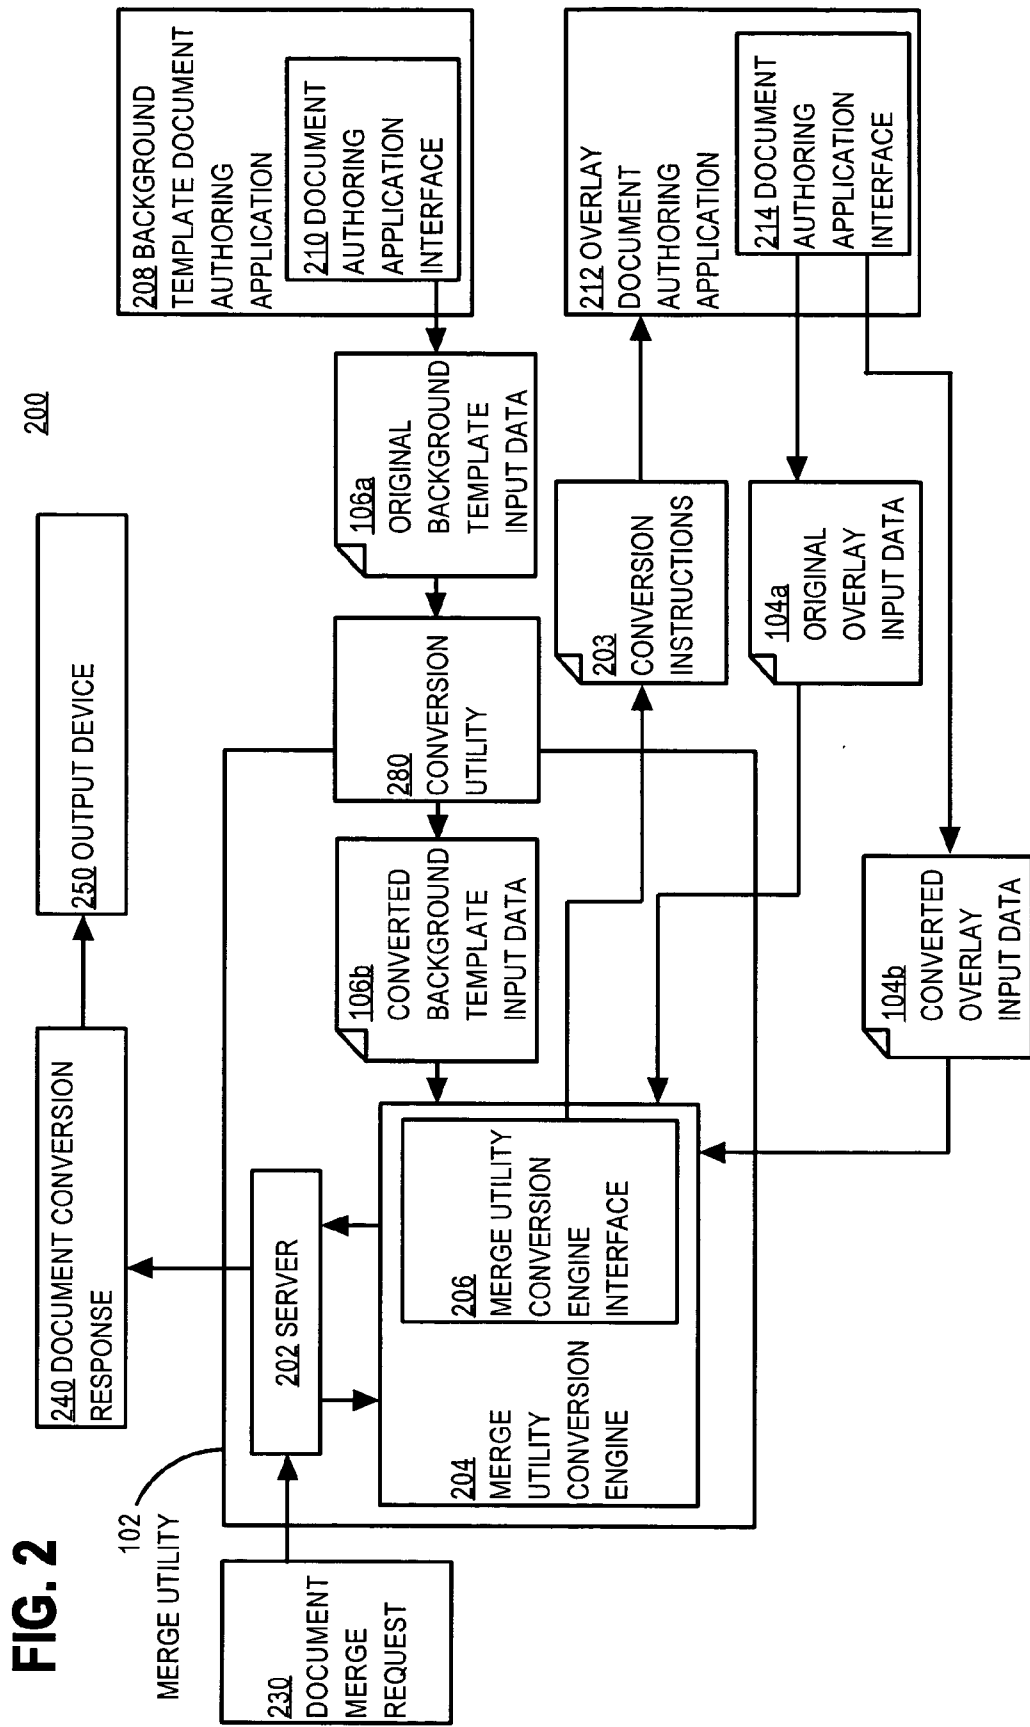 FIG. 2
200
102
MERGE UTILITY
230
DOCUMENT
MERGE
REQUEST
240 DOCUMENT CONVERSION
RESPONSE
250 OUTPUT DEVICE
202 SERVER
204
MERGE
UTILITY
CONVERSION
ENGINE
206
MERGE UTILITY
CONVERSION
ENGINE
INTERFACE
106b
CONVERTED
BACKGROUND
TEMPLATE
INPUT DATA
280
CONVERSION
UTILITY
106a
ORIGINAL
BACKGROUND
TEMPLATE
INPUT DATA
208 BACKGROUND
TEMPLATE DOCUMENT
AUTHORING
APPLICATION
210 DOCUMENT
AUTHORING
APPLICATION
INTERFACE
203
CONVERSION
INSTRUCTIONS
212 OVERLAY
DOCUMENT
AUTHORING
APPLICATION
214 DOCUMENT
AUTHORING
APPLICATION
INTERFACE
104a
ORIGINAL
OVERLAY
INPUT DATA
104b
CONVERTED
OVERLAY
INPUT DATA